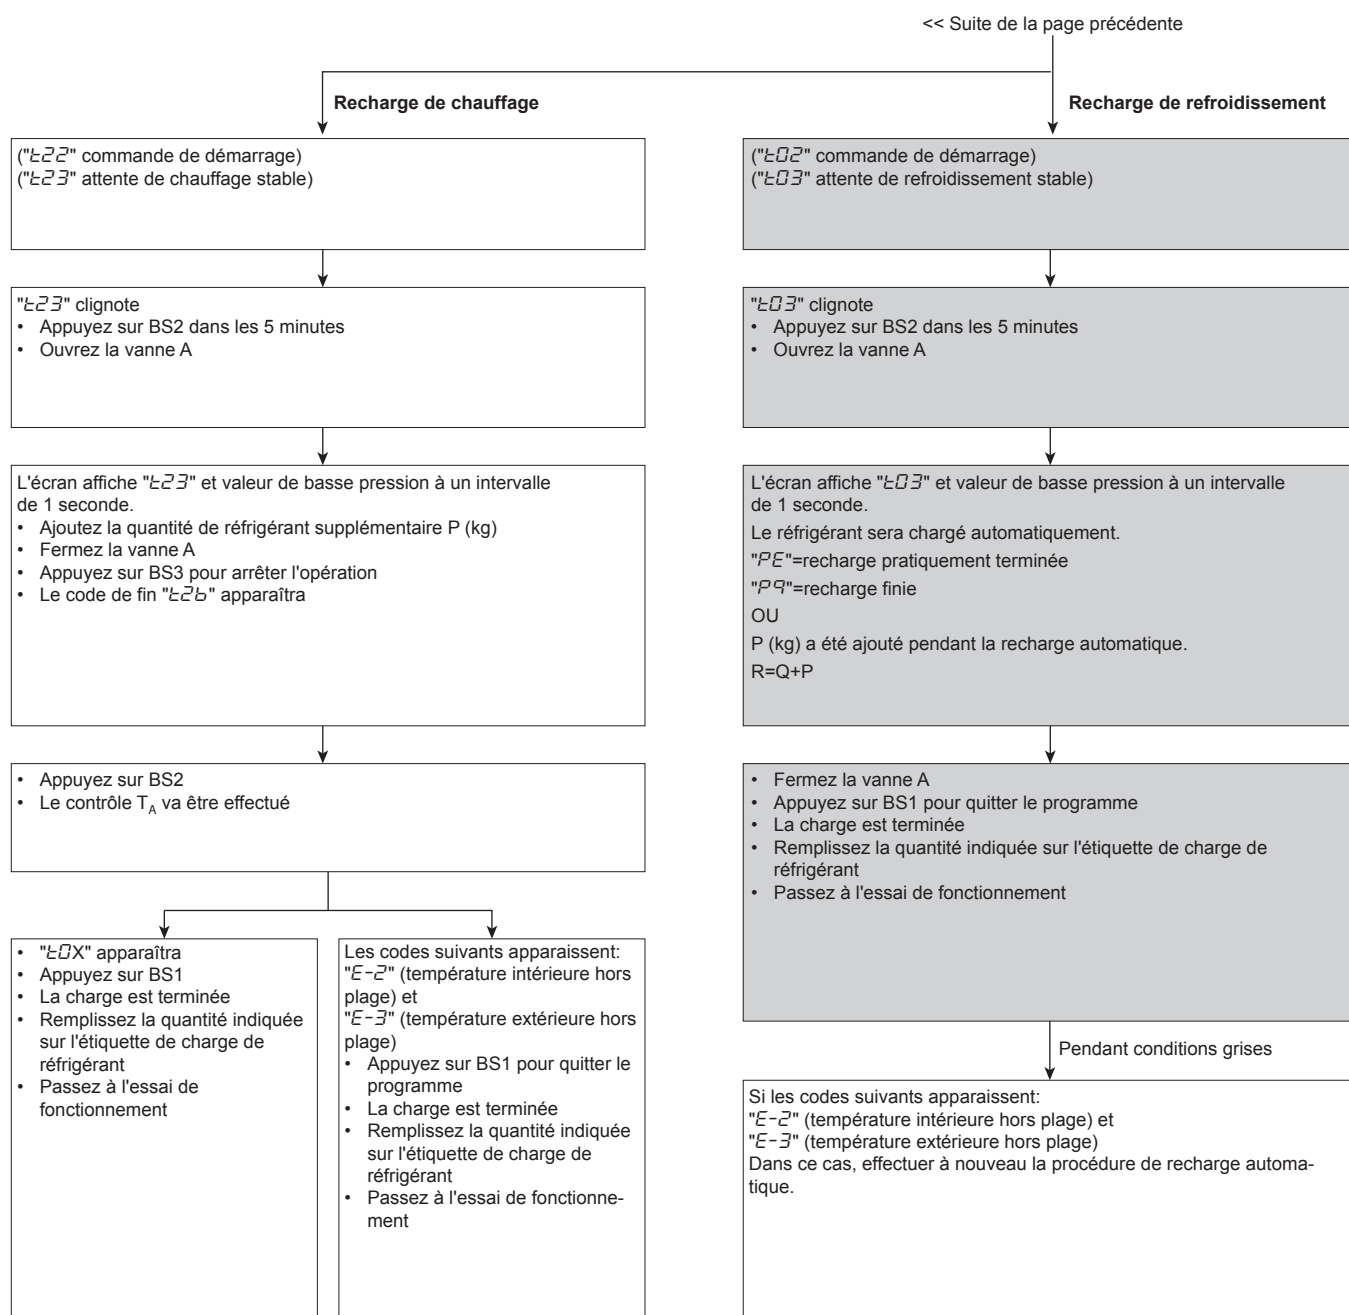 << Suite de la page précédente
Recharge de chauffage
("t22" commande de démarrage)
("t23" attente de chauffage stable)
"t23" clignote
• Appuyez sur BS2 dans les 5 minutes
• Ouvrez la vanne A
L'écran affiche "t23" et valeur de basse pression à un intervalle
de 1 seconde.
• Ajoutez la quantité de réfrigérant supplémentaire P (kg)
• Fermez la vanne A
• Appuyez sur BS3 pour arrêter l'opération
• Le code de fin "t2b" apparaîtra
• Appuyez sur BS2
• Le contrôle TA va être effectué
• "t0X" apparaîtra
• Appuyez sur BS1
• La charge est terminée
• Remplissez la quantité indiquée
sur l'étiquette de charge de
réfrigérant
• Passez à l'essai de
fonctionnement
Les codes suivants apparaissent:
"E-2" (température intérieure hors
plage) et
"E-3" (température extérieure hors
plage)
• Appuyez sur BS1 pour quitter le
programme
• La charge est terminée
• Remplissez la quantité indiquée
sur l'étiquette de charge de
réfrigérant
• Passez à l'essai de fonctionne-
ment
Recharge de refroidissement
("t02" commande de démarrage)
("t03" attente de refroidissement stable)
"t03" clignote
• Appuyez sur BS2 dans les 5 minutes
• Ouvrez la vanne A
L'écran affiche "t03" et valeur de basse pression à un intervalle
de 1 seconde.
Le réfrigérant sera chargé automatiquement.
"PE"=recharge pratiquement terminée
"P9"=recharge finie
OU
P (kg) a été ajouté pendant la recharge automatique.
R=Q+P
• Fermez la vanne A
• Appuyez sur BS1 pour quitter le programme
• La charge est terminée
• Remplissez la quantité indiquée sur l'étiquette de charge de
réfrigérant
• Passez à l'essai de fonctionnement
Pendant conditions grises
Si les codes suivants apparaissent:
"E-2" (température intérieure hors plage) et
"E-3" (température extérieure hors plage)
Dans ce cas, effectuer à nouveau la procédure de recharge automa-
tique.